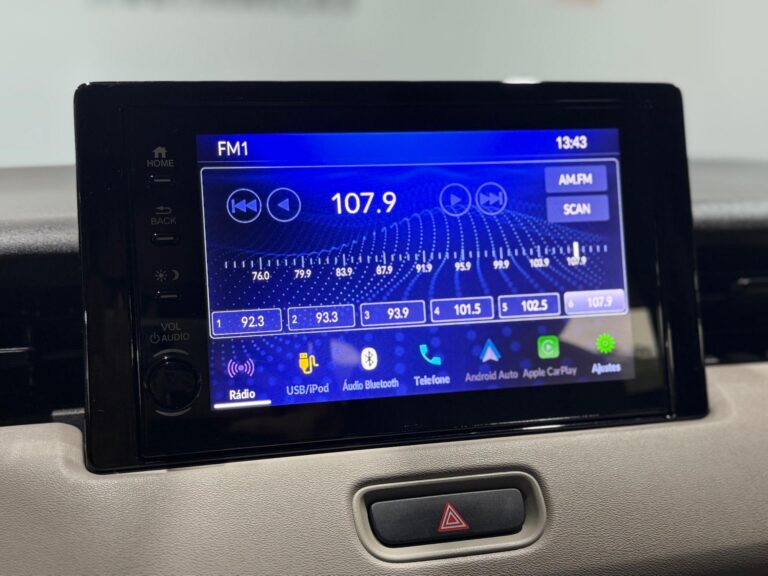 FM1 13:43
HOME
BACK
VOL
AUDIO
107.9
AM.FM
SCAN
76.0 79.9 83.9 87.9 91.9 95.9 99.9 103.9 107.9
1 92.3 2 93.3 3 93.9 4 101.5 5 102.5 6 107.9
Rádio USB/iPod Áudio Bluetooth Telefone Android Auto Apple CarPlay Ajustes